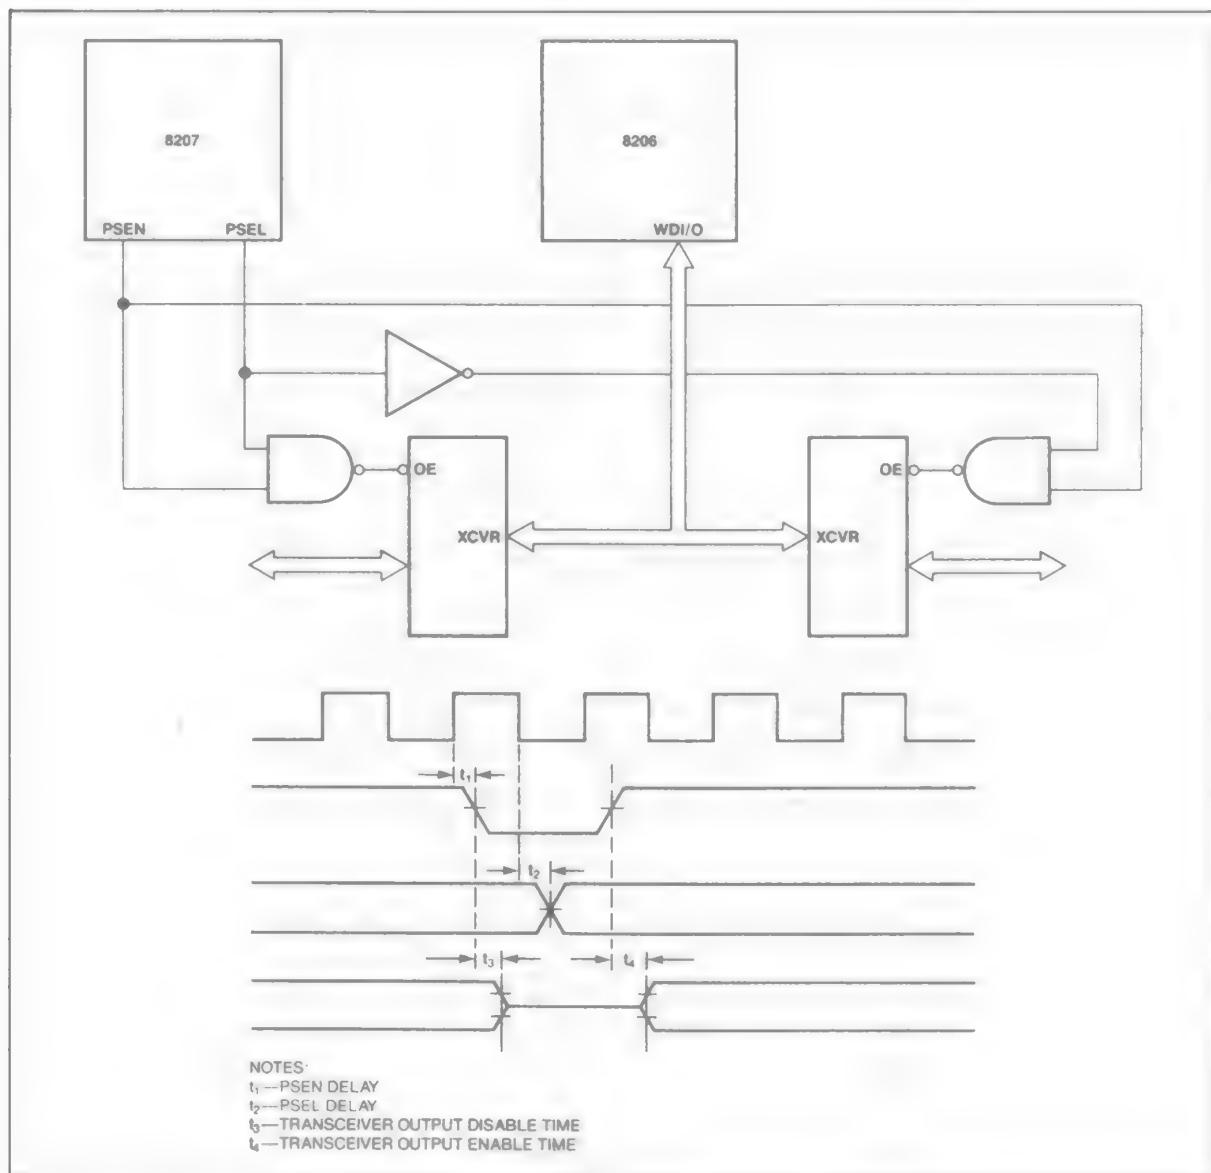 8207
8206
PSEN PSEL
WDI/O
OE
OE
XCVR
XCVR
t₁
t₂
t₃
t₄
NOTES:
t₁—PSEN DELAY
t₂—PSEL DELAY
t₃—TRANSCEIVER OUTPUT DISABLE TIME
t₄—TRANSCEIVER OUTPUT ENABLE TIME